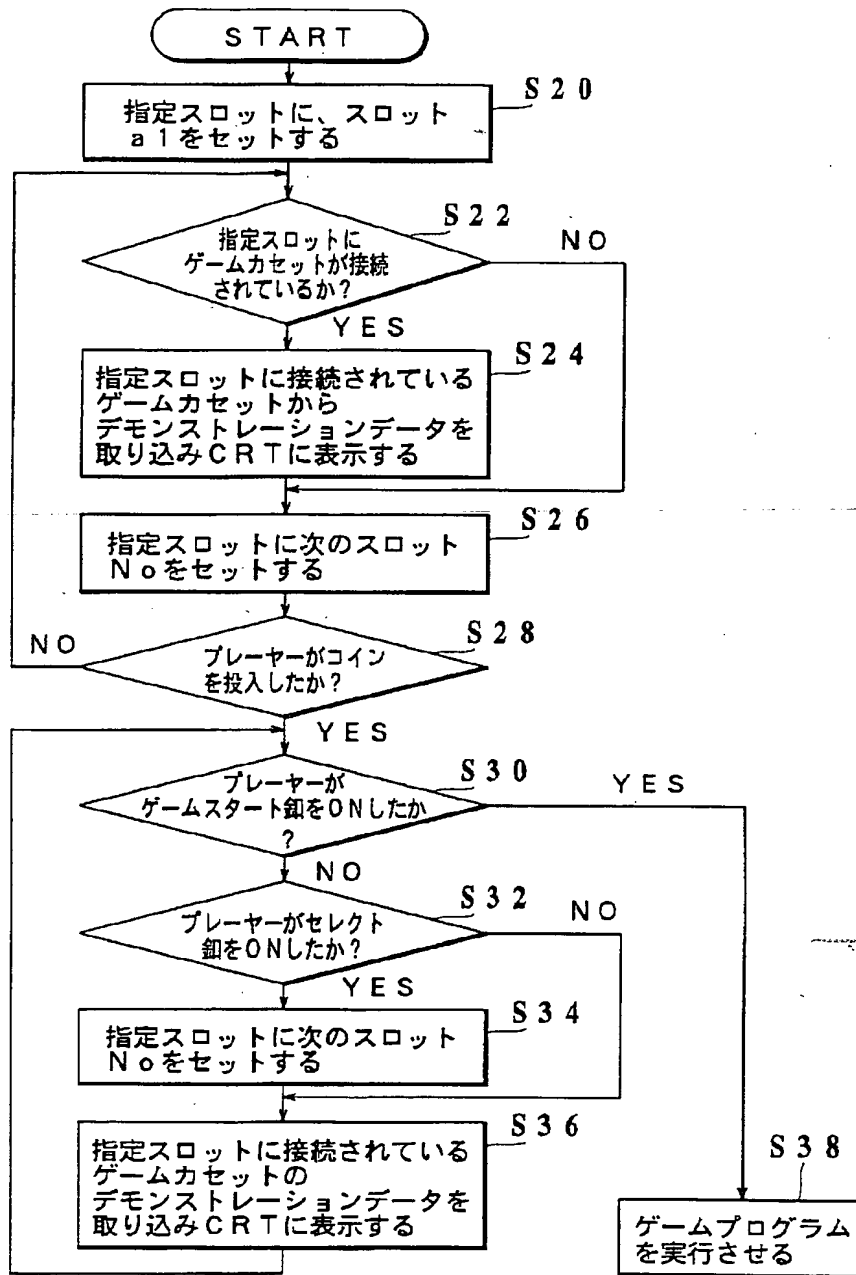 ＳＴＡＲＴ
Ｓ２０
指定スロットに、スロット
ａ１をセットする
Ｓ２２
指定スロットに
ゲームカセットが接続
されているか？
ＮＯ
ＹＥＳ
Ｓ２４
指定スロットに接続されている
ゲームカセットから
デモンストレーションデータを
取り込みＣＲＴに表示する
Ｓ２６
指定スロットに次のスロット
Ｎｏをセットする
Ｓ２８
ＮＯ
プレーヤーがコイン
を投入したか？
ＹＥＳ
Ｓ３０
プレーヤーが
ゲームスタート釦をＯＮしたか
？
ＹＥＳ
ＮＯ
Ｓ３２
プレーヤーがセレクト
釦をＯＮしたか？
ＮＯ
ＹＥＳ
Ｓ３４
指定スロットに次のスロット
Ｎｏをセットする
Ｓ３６
指定スロットに接続されている
ゲームカセットの
デモンストレーションデータを
取り込みＣＲＴに表示する
Ｓ３８
ゲームプログラム
を実行させる